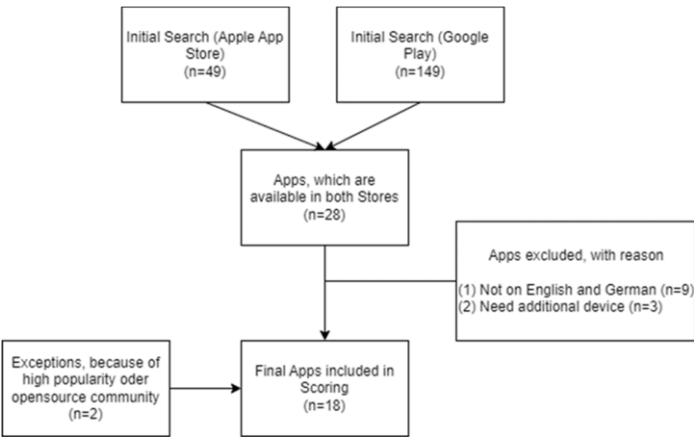 Initial Search (Apple App
Store)
(n=49)
Initial Search (Google
Play)
(n=149)
Apps, which are
available in both Stores
(n=28)
Apps excluded, with reason
(1) Not on English and German (n=9)
(2) Need additional device (n=3)
Exceptions, because of
high popularity oder
opensource community
(n=2)
Final Apps included in
Scoring
(n=18)